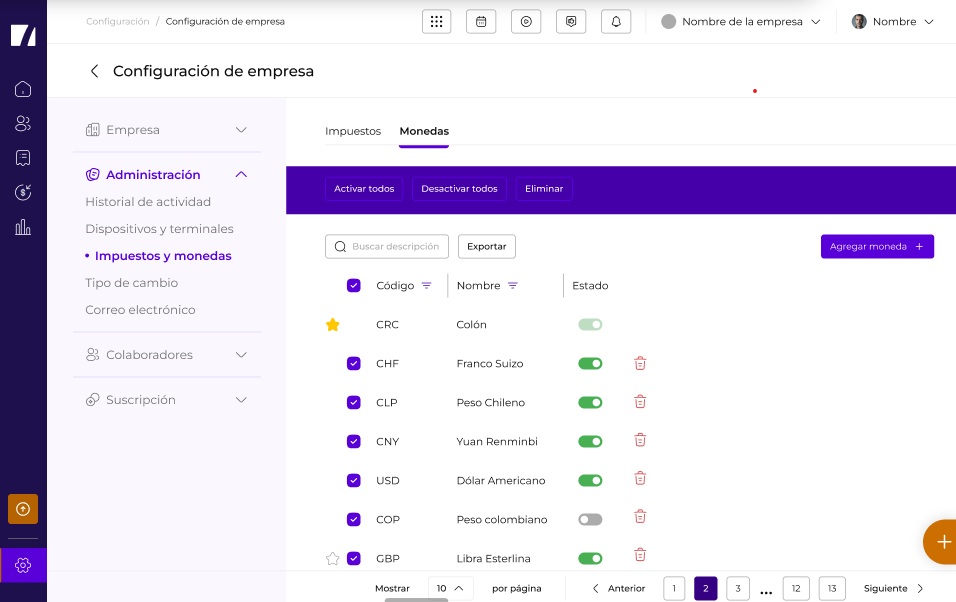 Configuración / Configuración de empresa
Nombre de la empresa
Nombre
Configuración de empresa
Empresa
Administración
Historial de actividad
Dispositivos y terminales
• Impuestos y monedas
Tipo de cambio
Correo electrónico
Colaboradores
Suscripción
Impuestos Monedas
Activar todos Desactivar todos Eliminar
Buscar descripción Exportar Agregar moneda +
Código Nombre Estado
CRC Colón
CHF Franco Suizo
CLP Peso Chileno
CNY Yuan Renminbi
USD Dólar Americano
COP Peso colombiano
GBP Libra Esterlina
Mostrar 10 por página Anterior 1 2 3 ... 12 13 Siguiente